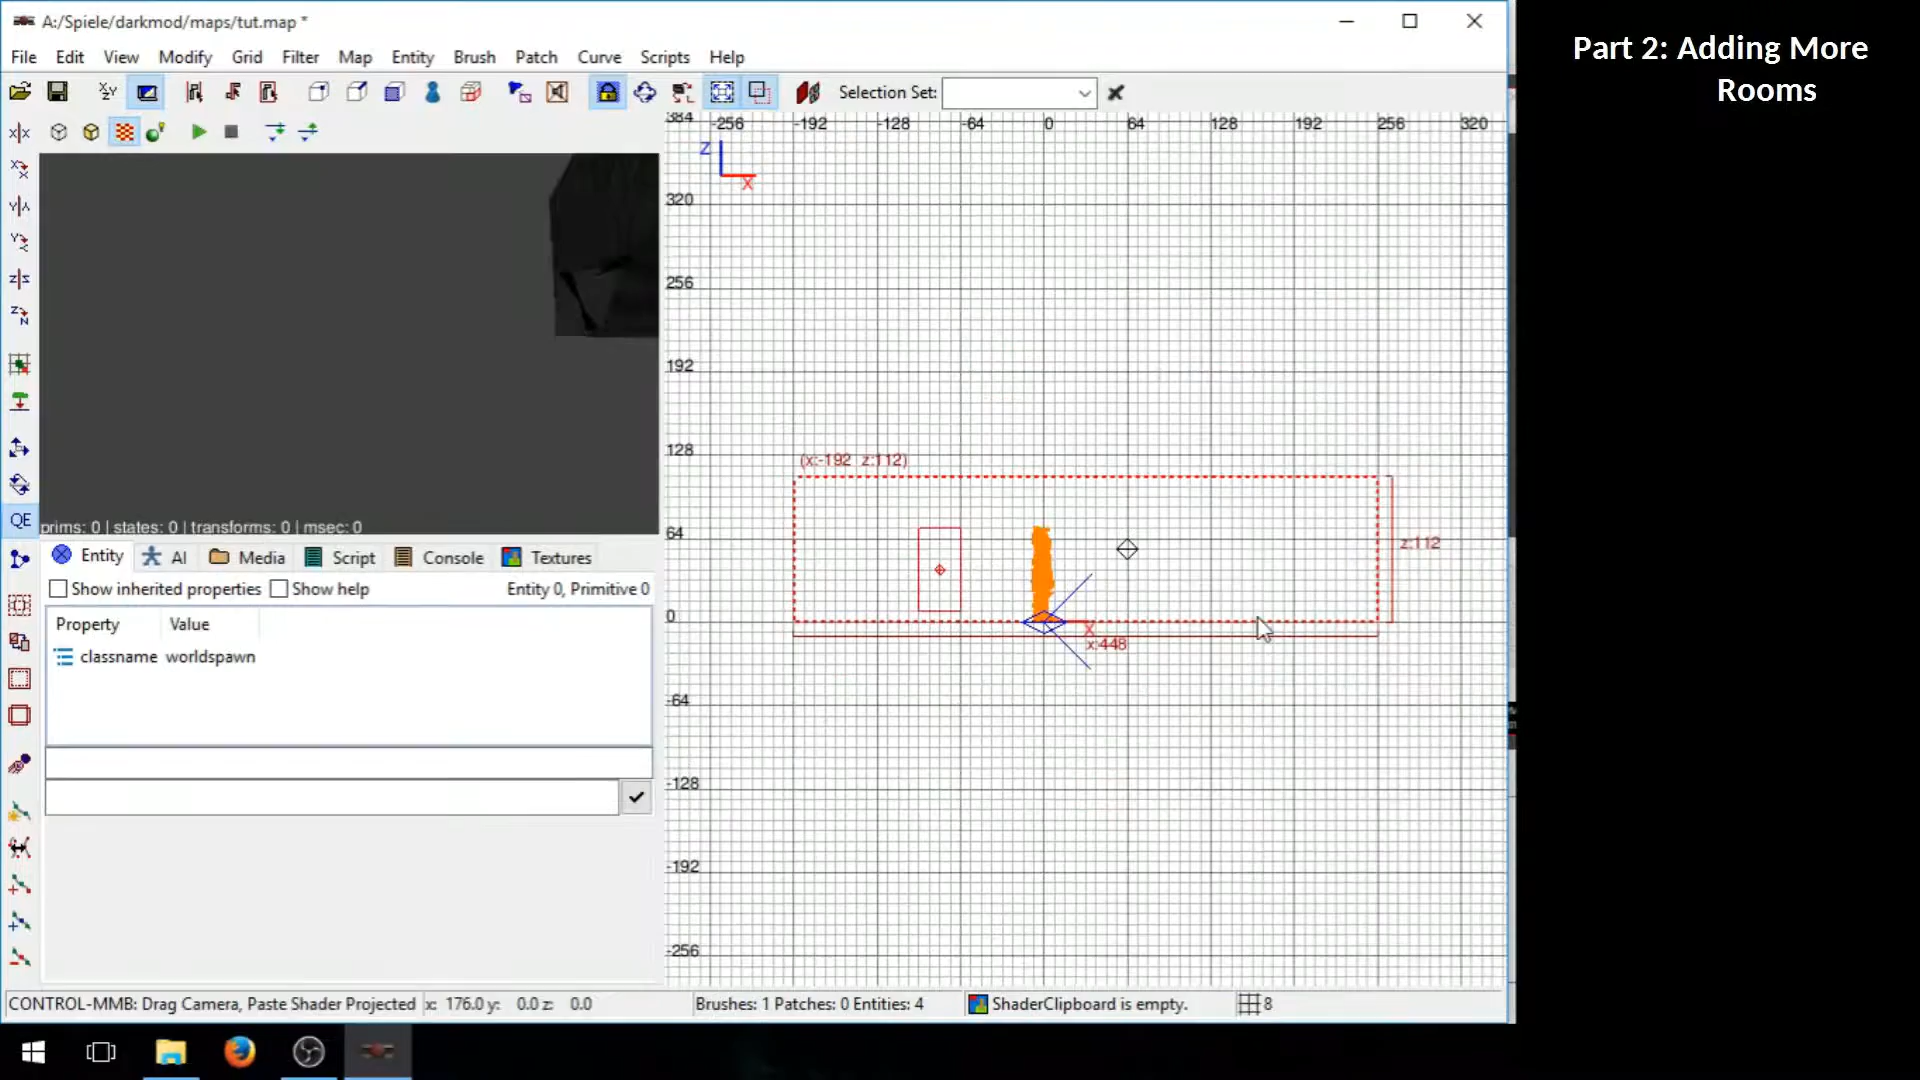 A:/Spiele/darkmod/maps/tut.map *
Part 2: Adding More
Rooms
File Edit View Modify Grid Filter Map Entity Brush Patch Curve Scripts Help
Selection Set:
384 -256 -192 -128 -64 0 64 128 192 256 320
Z
X
320
256
192
128
(x:-192 z:112)
64
z:112
0
X
x:448
-64
-128
-192
-256
QE
prims: 0 | states: 0 | transforms: 0 | msec: 0
Entity AI Media Script Console Textures
Show inherited properties Show help Entity 0, Primitive 0
Property Value
classname worldspawn
CONTROL-MMB: Drag Camera, Paste Shader Projected x: 176.0 y: 0.0 z: 0.0 Brushes: 1 Patches: 0 Entities: 4 ShaderClipboard is empty. 8